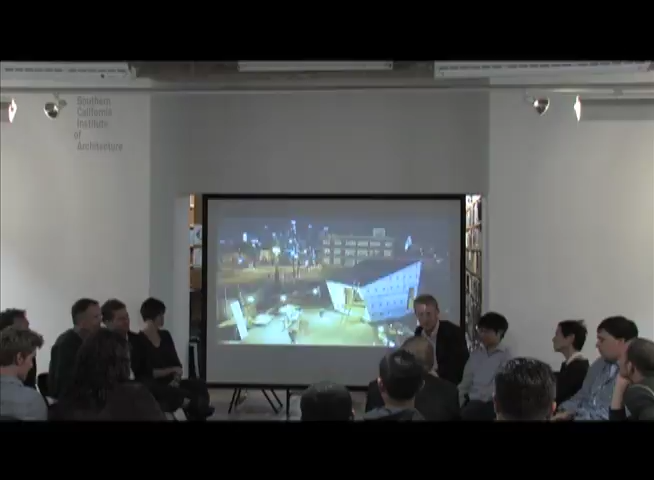 Southern
California
Institute
of
Architecture